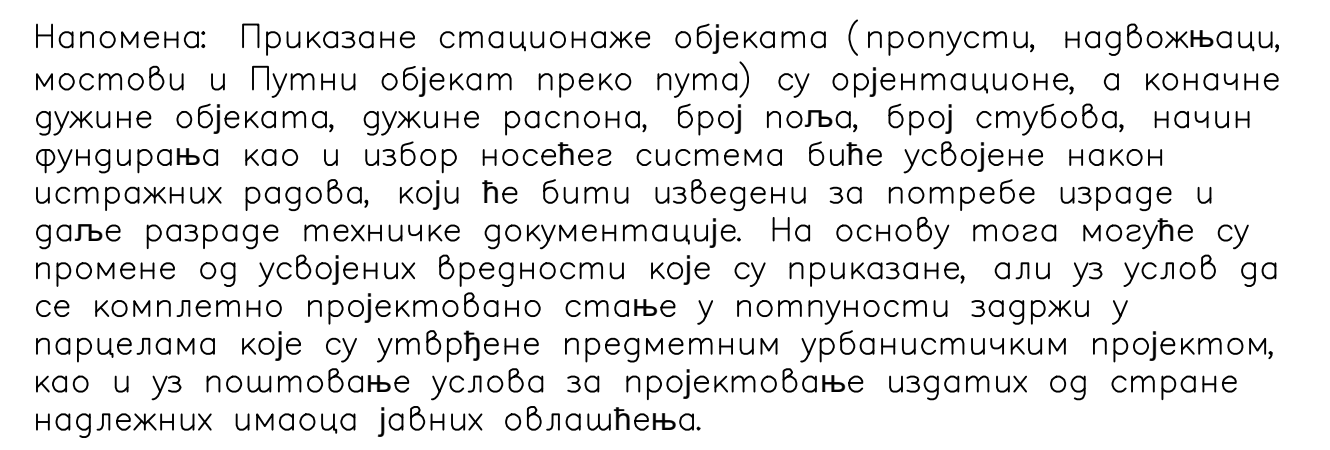 Напомена: Приказане стационаже објеката (пропусти, надвожњаци,
мостови и Путни објекат преко пута) су орјентационе, а коначне
дужине објеката, дужине распона, број поља, број стубова, начин
фундирања као и избор носећег система биће усвојене након
истражних радова, који ће бити изведени за потребе израде и
даље разраде техничке документације. На основу тога могуће су
промене од усвојених вредности које су приказане, али уз услов да
се комплетно пројектовано стање у потпуности задржи у
парцелама које су утврђене предметним урбанистичким пројектом,
као и уз поштовање услова за пројектовање издатих од стране
надлежних имаоца јавних овлашћења.